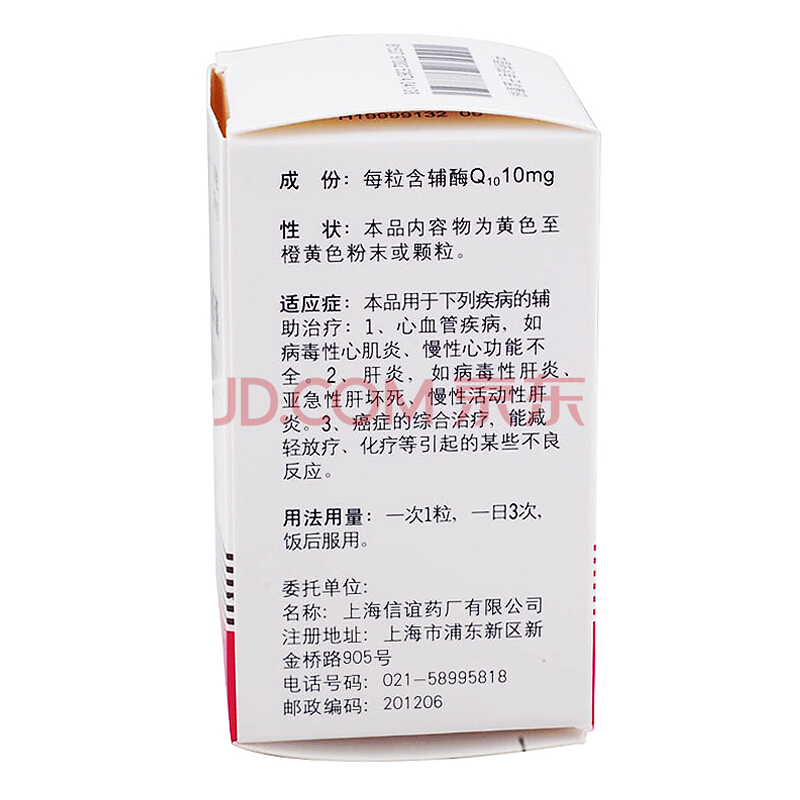 H19999132
成 份：每粒含辅酶Q₁₀10mg
性 状：本品内容物为黄色至
橙黄色粉末或颗粒。
适应症：本品用于下列疾病的辅
助治疗：1、心血管疾病，如
病毒性心肌炎、慢性心功能不
全。2、肝炎，如病毒性肝炎、
亚急性肝坏死、慢性活动性肝
炎。3、癌症的综合治疗，能减
轻放疗、化疗等引起的某些不良
反应。
JD.COM 京东
用法用量：一次1粒，一日3次，
饭后服用。
委托单位：
名称：上海信谊药厂有限公司
注册地址：上海市浦东新区新
金桥路905号
电话号码：021-58995818
邮政编码：201206